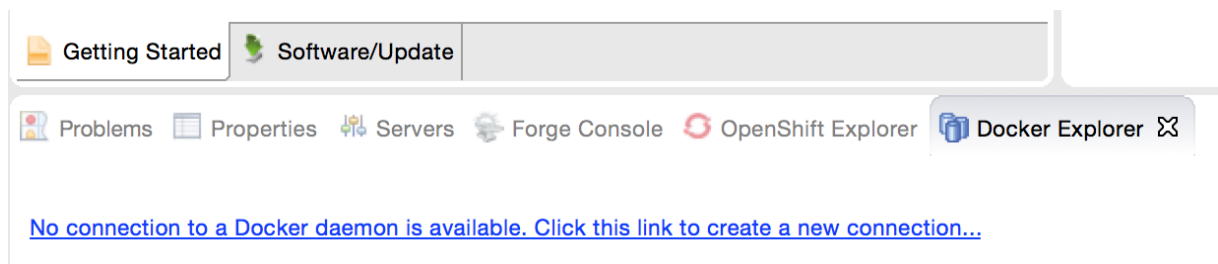 Getting Started Software/Update
Problems Properties Servers Forge Console OpenShift Explorer Docker Explorer
No connection to a Docker daemon is available. Click this link to create a new connection...